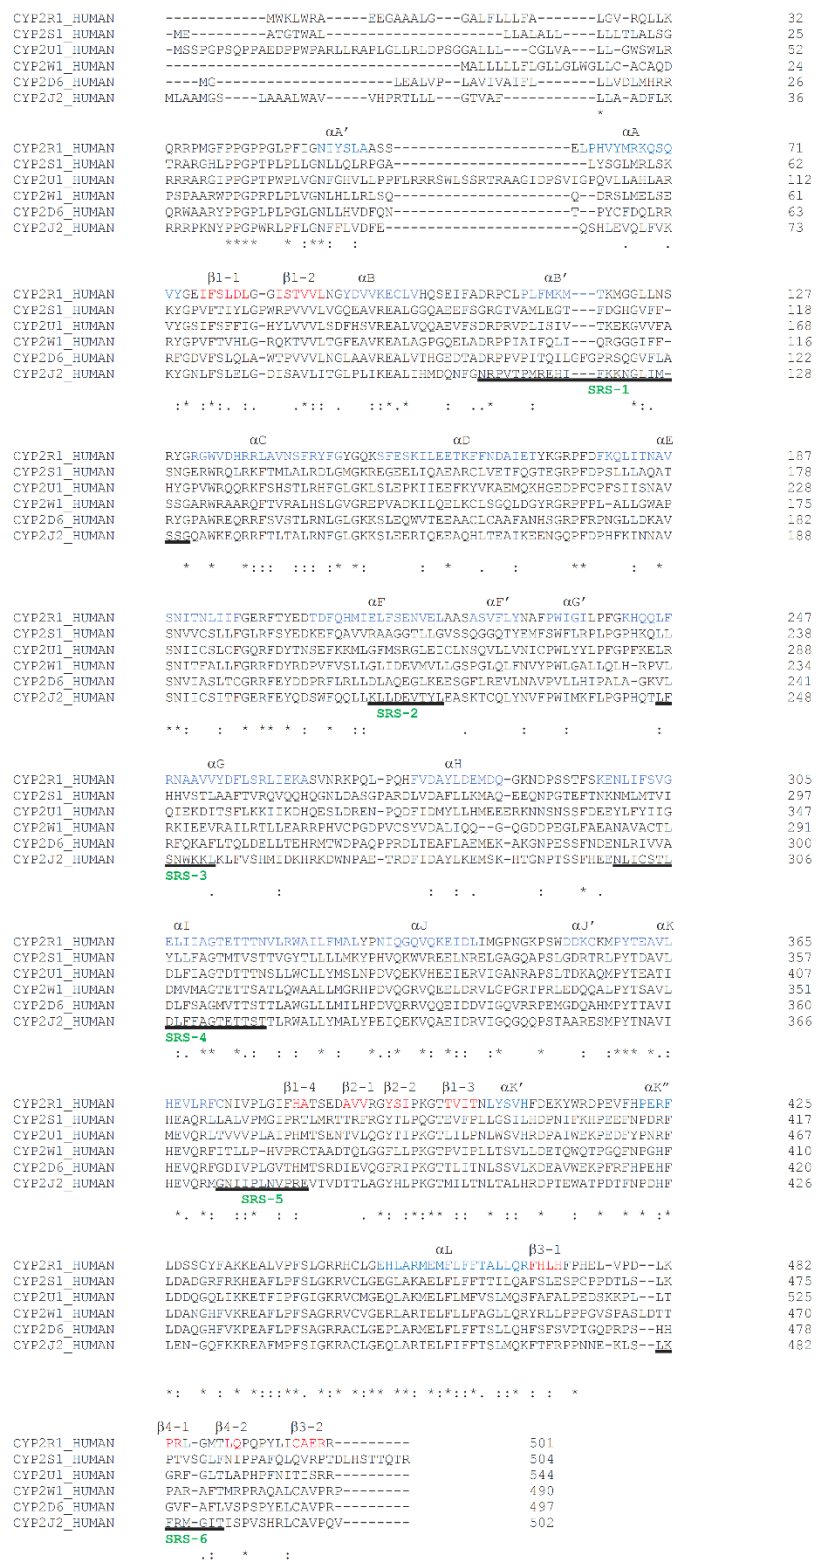 CYP2R1_HUMAN ------------MWKLWRA------EEGAAALG----GALFLLLFA-------LGV-RQLLK 32
CYP2S1_HUMAN -ME---------ATGTWAL---------------LLALALL----------LLLTLALSG 25
CYP2U1_HUMAN -MSSPGPSQPPAEDPPWPARLLRAPLGLLRLDPSGGALLL---CGLVA---LL-GWSWLR 52
CYP2W1_HUMAN -------------------------MALLLLLFLGLLGLWGLLC-ACAQD 24
CYP2D6_HUMAN ----MG----------------------LEALVP--LAVIVAIFL------LLVDLMHRR 26
CYP2J2_HUMAN MLAAMGS-----LAAALWAV------VHPRTLLL---GTVAF-------LLA-ADFLKR 36
*
αA' αA
CYP2R1_HUMAN QRRPMGFPPGPPGLPFIGNIYSLAASS---------------------ELPHVYMRKQSQ 71
CYP2S1_HUMAN TRARGHLPPGPTPLPLLGNLLQLRPGA-----------------------LYSGLMRLSK 62
CYP2U1_HUMAN RRRARGIPPGPTPWPLVGNFGHVLLPPFLRRRSWLSSRTRAAGIDPSVIGPQVLLAHLAR 112
CYP2W1_HUMAN PSPAARWPPGPRPLPLVGNLHLLRLSQ---------------------Q--DRSLMELSE 61
CYP2D6_HUMAN QRWAARYPPGPLPLPGLGNLLHVDFQN---------------------T--PYCFDQLRR 63
CYP2J2_HUMAN RRRPKNYPPGPWRLPFLGNFFLVDFE-----------------------QSHLEVQLFVK 73
**** * :**: : . .
β1-1 β1-2 αB αB'
CYP2R1_HUMAN VYGEIFSLDLG-GISTVVLNGYDVVKECLVHQSEIFADRPCLPLFMKM---TKMGGLLNS 127
CYP2S1_HUMAN KYGPVFTIYLGPWRPVVVLVGQEAVREALGGQAEEFSGRGTVAMLEGT---FDGHGVFF- 118
CYP2U1_HUMAN VYGSIFSFFIG-HYLVVVLSDFHSVREALVQQAEVFSDRPRVPLISIV---TKEKGVVFA 168
CYP2W1_HUMAN RYGPVFTVHLG-RQKTVVLTGFEAVKEALAGPGQELADRPPIAIFQLI---QRGGGIFF- 116
CYP2D6_HUMAN RFGDVFSLQLA-WTPVVVLNGLAAVREALVTHGEDTADRPPVPITQILGFGPRSQGVFLA 122
CYP2J2_HUMAN KYGNLFSLELG-DISAVLITGLPLIKEALIHMDQNFGNRPVTPMREHI---FKKNGLIM- 128
SRS-1
:*:*:. :. .*:*:. .:**:.* . .* * : *:.
αC αD αE
CYP2R1_HUMAN RYGRGWVDHRRLAVNSFRYFGYGQKSFESKILEETKFFNDAIETYKGRPFDFKQLITNAV 187
CYP2S1_HUMAN SNGERWRQLRKFTMLALRDLGMGKREGEELIQAEARCLVETFQGTEGRPFDPSLLLAQAT 178
CYP2U1_HUMAN HYGPVWRQQRKFSHSTLRHFGLGKLSLEPKIIEEFKYVKAEMQKHGEDPFCPFSIISNAV 228
CYP2W1_HUMAN SSGARWRAARQFTVRALHSLGVGREPVADKILQELKCLSGQLDGYRGRPFPL-ALLGWAP 175
CYP2D6_HUMAN RYGPAWREQRRFSVSTLRNLGLGKKSLEQWVTEEAACLCAAFANHSGRPFRPNGLLDKAV 182
CYP2J2_HUMAN SSGQAWKEQRRFTLTALRNFGLGKKSLEERIQEEAQHLTEAIKEENGQPFDPHFKINNAV 188
* * *::: ::: :* *: : * . : ** : *
αF αF' αG'
CYP2R1_HUMAN SNITNLIIFGERFTYEDTDFQHMIELFSENVELAASASVFLYNAFPWIGILPFGKHQQLF 247
CYP2S1_HUMAN SNVVCSLLFGLRFSYEDKEFQAVVRAAGGTLLGVSSQGGQTYEMFSWFLRPLPGPHKQLL 238
CYP2U1_HUMAN SNIICSLCFGQRFDYTNSEFKKMLGFMSRGLEICLNSQVLLVNICPWLYYLPFGPFKELR 288
CYP2W1_HUMAN SNITFALLFGRRFDYRDPVFVSLLGLIDEVMVLLGSPGLQLFNVYPWLGALLQLH-RPVL 234
CYP2D6_HUMAN SNVIASLTCGRRFEYDDPRFLRLLDLAQEGLKEESGFLREVLNAVPVLLHIPALA-GKVL 241
CYP2J2_HUMAN SNIICSITFGERFEYQDSWFQQLLKLLDEVTYLEASKTCQLYNVFPWIMKFLPGPHQTLF 248
SRS-2
**: : * ** * : * :: . : :
αG αH
CYP2R1_HUMAN RNAAVVYDFLSRLIEKASVNRKPQL-PQHFVDAYLDEMDQ-GKNDPSSTFSKENLIFSVG 305
CYP2S1_HUMAN HHVSTLAAFTVRQVQQHQGNLDASGPARDLVDAFLLKMAQ-EEQNPGTEFTNKNMLMTVI 297
CYP2U1_HUMAN QIEKDITSFLKKIIKDHQESLDREN-PQDFIDMYLLHMEEERKNNSNSSFDEEYLFYIIG 347
CYP2W1_HUMAN RKIEEVRAILRTLLEARRPHVCPGDPVCSYVDALIQQ--G-QGDDPEGLFAEANAVACTL 291
CYP2D6_HUMAN RFQKAFLTQLDELLTEHRMTWDPAQPPRDLTEAFLAEMEK-AKGNPESSFNDENLRIVVA 300
CYP2J2_HUMAN SNWKKLKLFVSHMIDKHRKDWNPAE-TRDFIDAYLKEMSK-HTGNPTSSFHEENLICSTL 306
SRS-3
. : : : . : * .
αI αJ αJ' αK
CYP2R1_HUMAN ELIIAGTETTTNVLRWAILFMALYPNIQGQVQKEIDLIMGPNGKPSWDDKCKMPYTEAVL 365
CYP2S1_HUMAN YLLFAGTMTVSTTVGYTLLLLMKYPHVQKWVREELNRELGAGQAPSLGDRTRLPYTDAVL 357
CYP2U1_HUMAN DLFIAGTDTTTNSLLWCLLYMSLNPDVQEKVHEEIERVIGANRAPSLTDKAQMPYTEATI 407
CYP2W1_HUMAN DMVMAGTETTSATLQWAALLMGRHPDVQGRVQEELDRVLGPGRTPRLEDQQALPYTSAVL 351
CYP2D6_HUMAN DLFSAGMVTTSTTLAWGLLLMILHPDVQRRVQQEIDDVIGQVRRPEMGDQAHMPYTTAVI 360
CYP2J2_HUMAN DLFFAGTETTSTTLRWALLYMALYPEIQEKVQAEIDRVIGQGQQPSTAARESMPYTNAVI 366
SRS-4
:. ** *.: : : * : *.:* *: *:: :* * : :*** *.:
β1-4 β2-1 β2-2 β1-3 αK' αK"
CYP2R1_HUMAN HEVLRFCNIVPLGIFHATSEDAVVRGYSIPKGTTVITNLYSVHFDEKYWRDPEVFHPERF 425
CYP2S1_HUMAN HEAQRLLALVPMGIPRTLMRTTRFRGYTLPQGTEVFPLLGSILHDPNIFKHPEEFNPDRF 417
CYP2U1_HUMAN MEVQRLTVVVPLAIPHMTSENTVLQGYTIPKGTLILPNLWSVHRDPAIWEKPEDFYPNRF 467
CYP2W1_HUMAN HEVQRFITLLPH-VPRCTAADTQLGGFLLPKGTPVIPLLTSVLLDETQWQTPGQFNPGHF 410
CYP2D6_HUMAN HEVQRFGDIVPLGVTHMTSRDIEVQGFRIPKGTTLITNLSSVLKDEAVWEKPFRFHPEHF 420
CYP2J2_HUMAN HEVQRMGNIIPLNVPREVTVDTTLAGYHLPKGTMILTNLTALHRDPTEWATPDTFNPDHF 426
SRS-5
*.*: ::* : : . *: :*:** :: * :: * : * * * :*
αL β3-1
CYP2R1_HUMAN LDSSGYFAKKEALVPFSLGRRHCLGEHLARMEMFLFFTALLQRFHLHFPHEL-VPD--LK 482
CYP2S1_HUMAN LDADGRFRKHEAFLPFSLGKRVCLGEGLAKAELFLFFTTILQAFSLESPCPPDTLS--LK 475
CYP2U1_HUMAN LDDQGQLIKKETFIPFGIGKRVCMGEQLAKMELFLMFVSLMQSFAFALPEDSKKPL--LT 525
CYP2W1_HUMAN LDANGHFVKREAFLPFSAGRRVCVGERLARTELFLLFAGLLQRYRLLPPPGVSPASLDTT 470
CYP2D6_HUMAN LDAQGHFVKPEAFLPFSAGRRACLGEPLARMELFLFFTSLLQHFSFSVPTGQPRPS--HH 478
CYP2J2_HUMAN LEN-GQFKKREAFMPFSIGKRACLGEQLARTELFIFFTSLMQKFTFRPPNNE-KLS--LK 482
*: * : * *:::**. *:* *:** **: *:*::*. ::* : : *
β4-1 β4-2 β3-2
CYP2R1_HUMAN PRL-GMTLQPQPYLICAERR--------- 501
CYP2S1_HUMAN PTVSGLFNIPPAFQLQVRPTDLHSTTQTR 504
CYP2U1_HUMAN GRF-GLTLAPHPFNITISRR--------- 544
CYP2W1_HUMAN PAR-AFTMRPRAQALCAVPRP-------- 490
CYP2D6_HUMAN GVF-AFLVSPSPYELCAVPR--------- 497
CYP2J2_HUMAN FRM-GITISPVSHRLCAVPQV-------- 502
SRS-6
.: * :